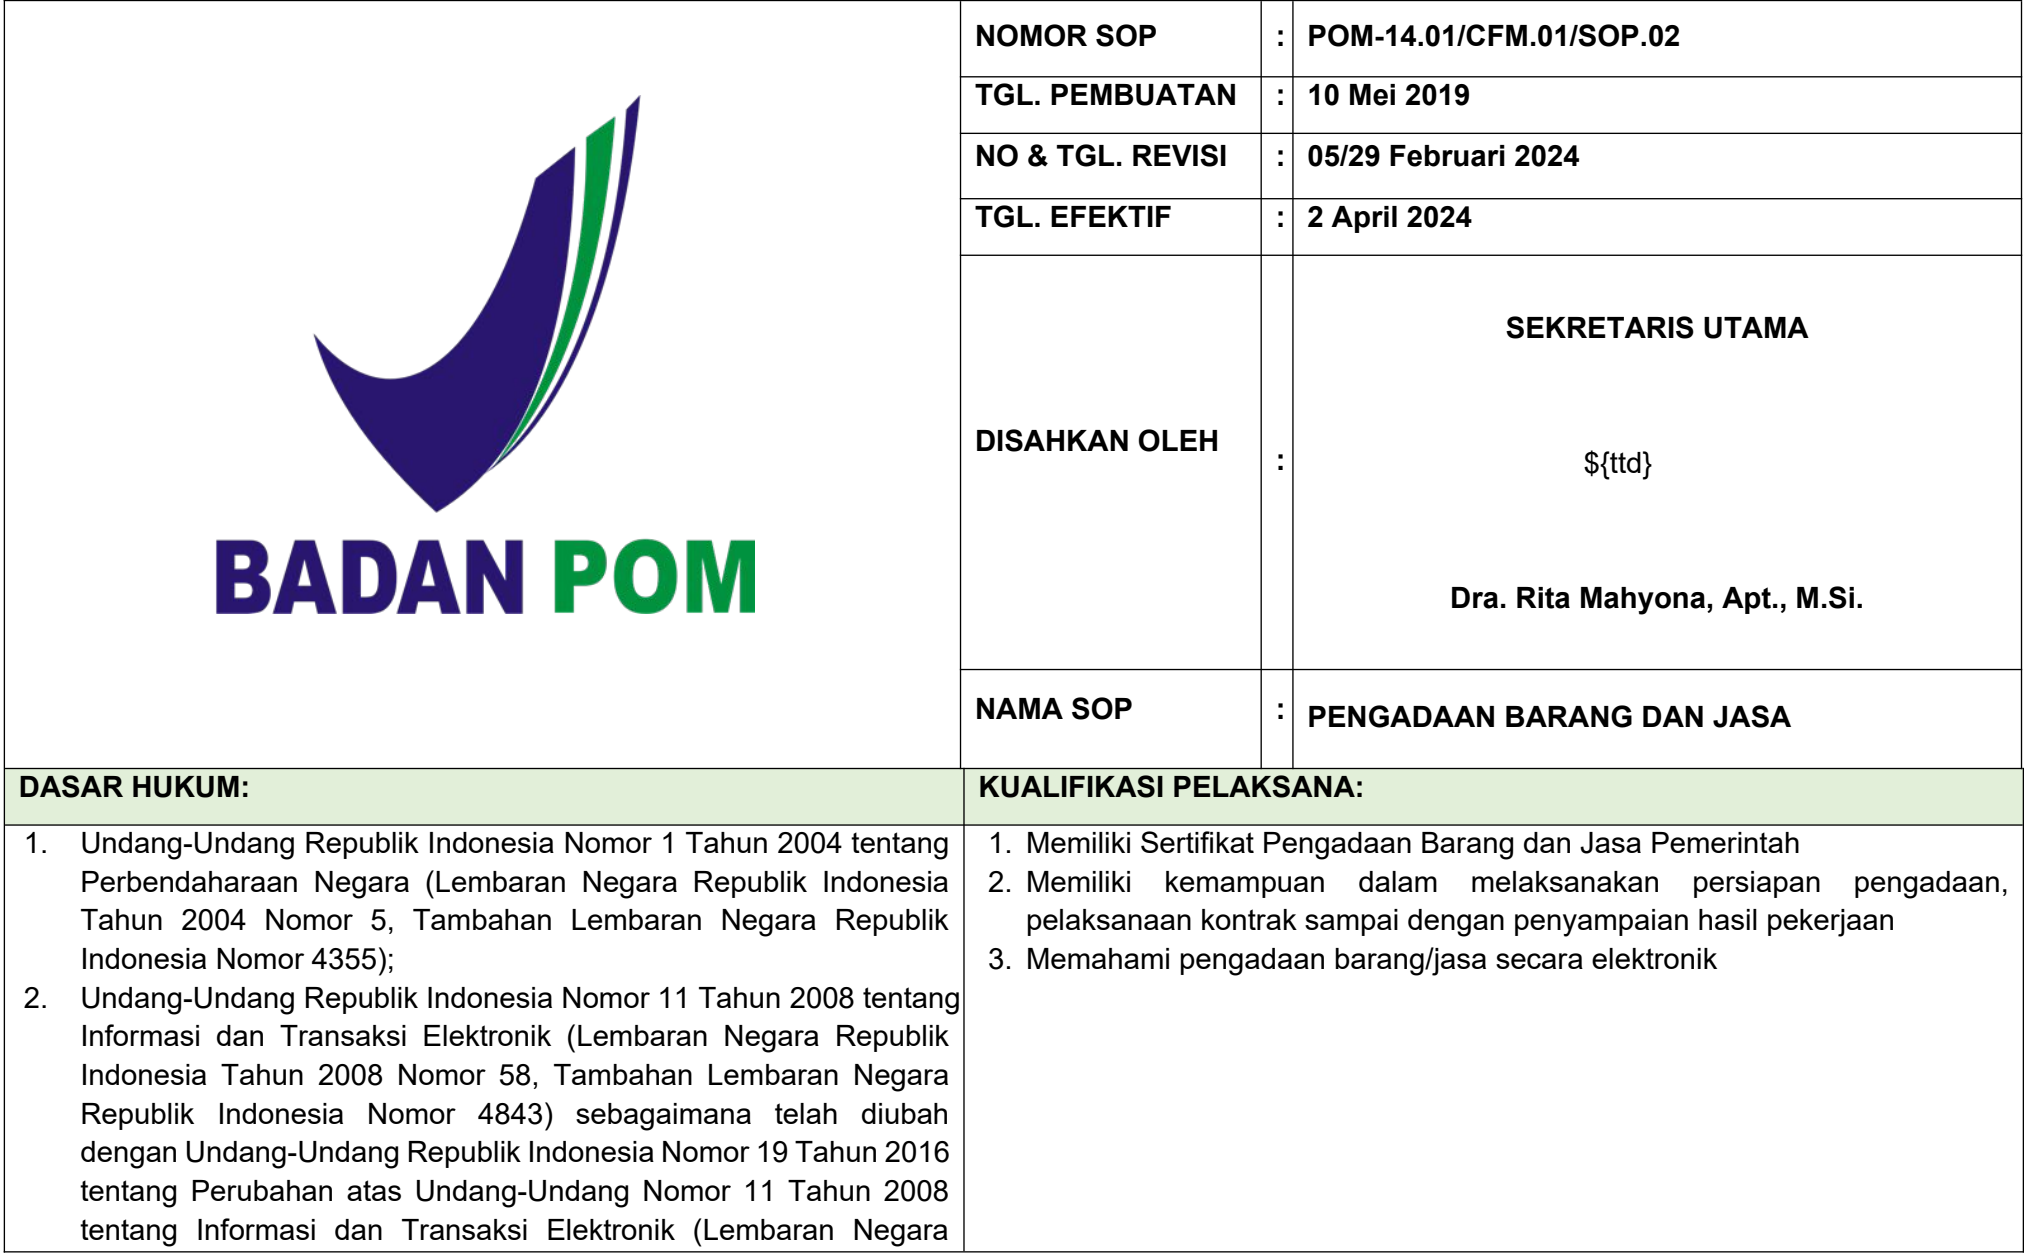 BADAN POM
NOMOR SOP : POM-14.01/CFM.01/SOP.02
TGL. PEMBUATAN : 10 Mei 2019
NO & TGL. REVISI : 05/29 Februari 2024
TGL. EFEKTIF : 2 April 2024
DISAHKAN OLEH :
SEKRETARIS UTAMA
${ttd}
Dra. Rita Mahyona, Apt., M.Si.
NAMA SOP : PENGADAAN BARANG DAN JASA
DASAR HUKUM:
1. Undang-Undang Republik Indonesia Nomor 1 Tahun 2004 tentang
Perbendaharaan Negara (Lembaran Negara Republik Indonesia
Tahun 2004 Nomor 5, Tambahan Lembaran Negara Republik
Indonesia Nomor 4355);
2. Undang-Undang Republik Indonesia Nomor 11 Tahun 2008 tentang
Informasi dan Transaksi Elektronik (Lembaran Negara Republik
Indonesia Tahun 2008 Nomor 58, Tambahan Lembaran Negara
Republik Indonesia Nomor 4843) sebagaimana telah diubah
dengan Undang-Undang Republik Indonesia Nomor 19 Tahun 2016
tentang Perubahan atas Undang-Undang Nomor 11 Tahun 2008
tentang Informasi dan Transaksi Elektronik (Lembaran Negara
KUALIFIKASI PELAKSANA:
1. Memiliki Sertifikat Pengadaan Barang dan Jasa Pemerintah
2. Memiliki kemampuan dalam melaksanakan persiapan pengadaan,
pelaksanaan kontrak sampai dengan penyampaian hasil pekerjaan
3. Memahami pengadaan barang/jasa secara elektronik